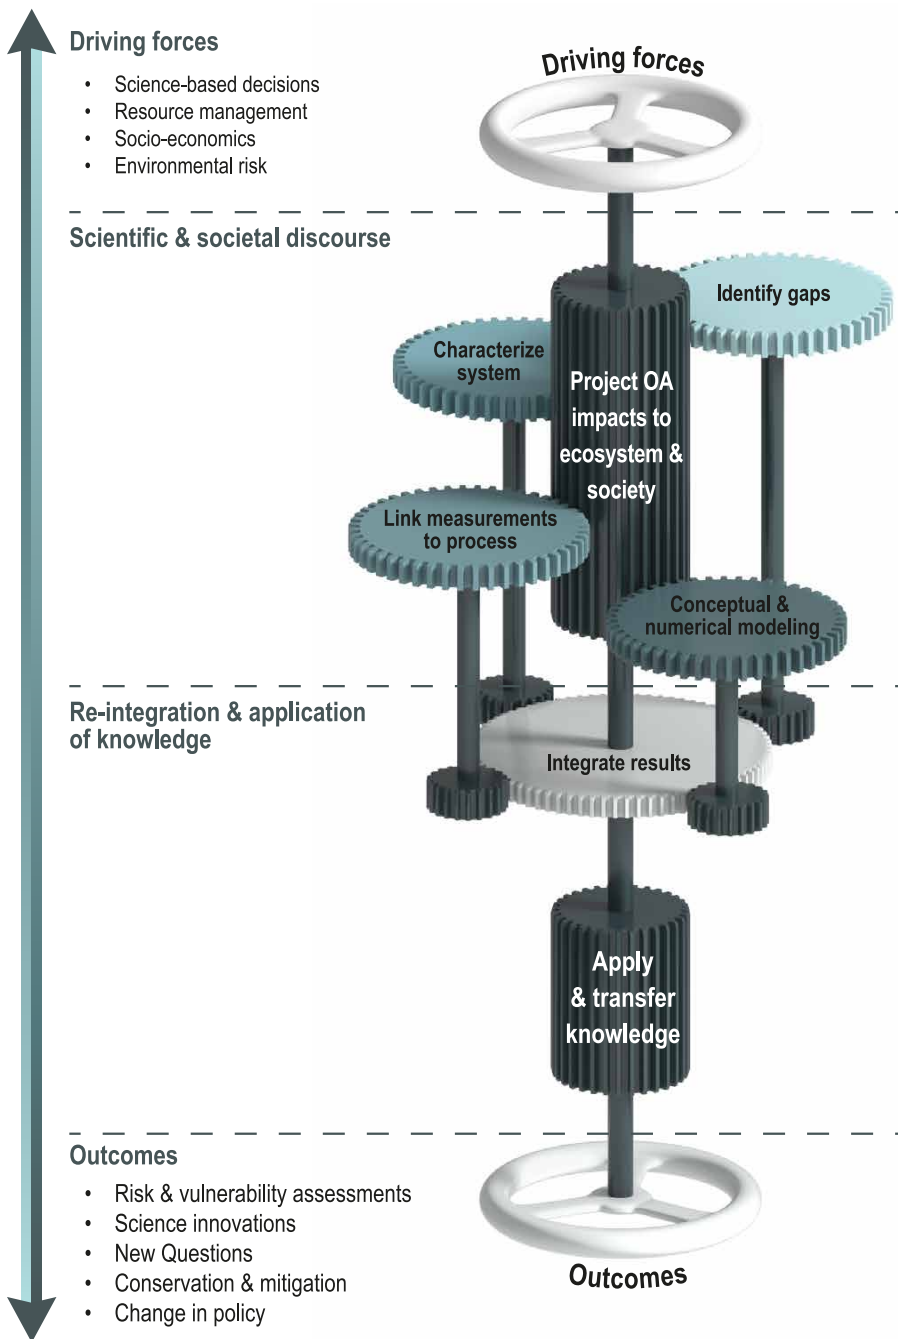 Driving forces
• Science-based decisions
• Resource management
• Socio-economics
• Environmental risk
Driving forces
Scientific & societal discourse
Identify gaps
Characterize
system
Project OA
impacts to
ecosystem &
society
Link measurements
to process
Conceptual &
numerical modeling
Re-integration & application
of knowledge
Integrate results
Apply
& transfer
knowledge
Outcomes
• Risk & vulnerability assessments
• Science innovations
• New Questions
• Conservation & mitigation
• Change in policy
Outcomes